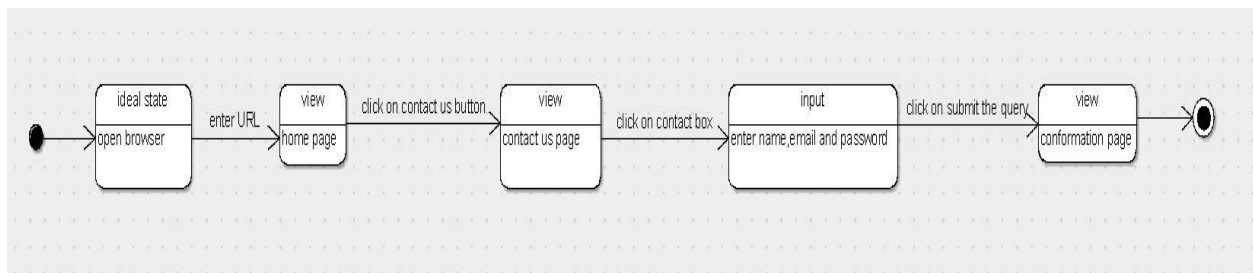 ideal state
open browser
enter URL
view
home page
click on contact us button
view
contact us page
click on contact box
input
enter name,email and password
click on submit the query
view
conformation page